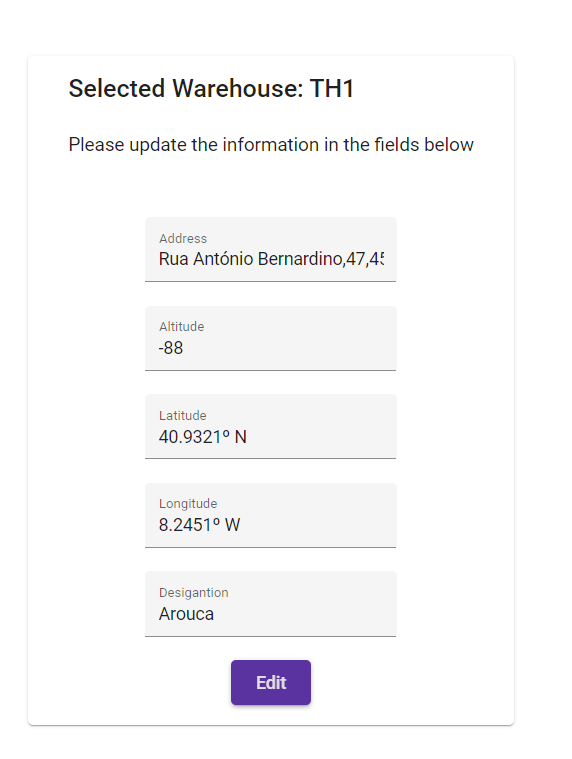 Selected Warehouse: TH1
Please update the information in the fields below
Address
Rua António Bernardino,47,45
Altitude
-88
Latitude
40.9321º N
Longitude
8.2451º W
Desigantion
Arouca
Edit